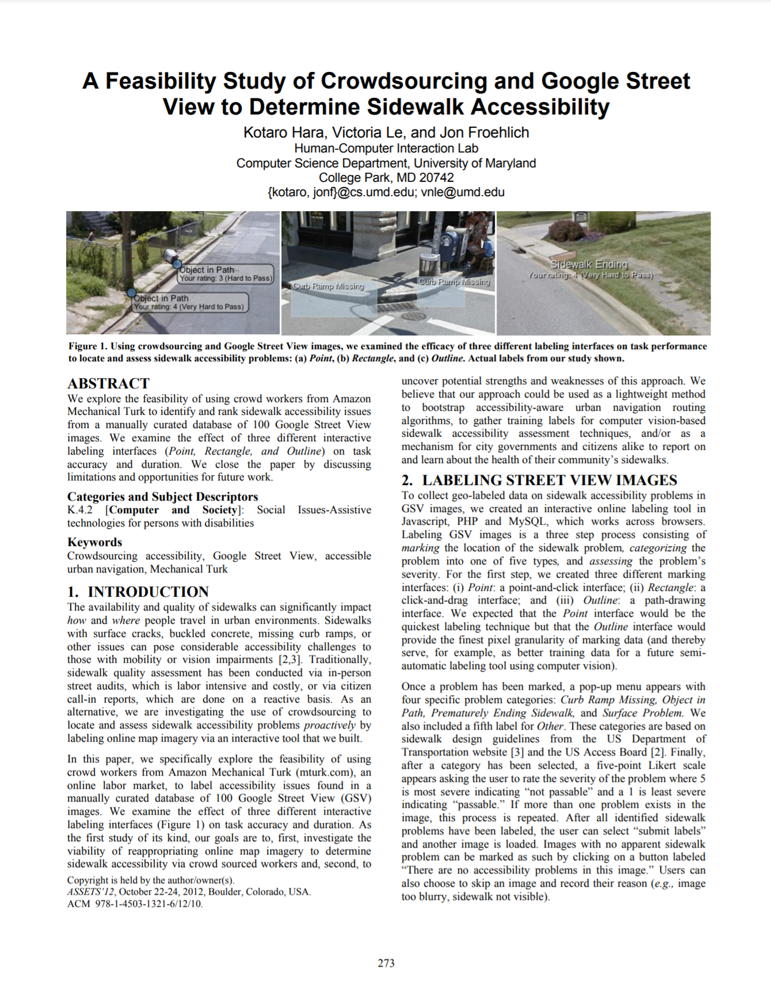 A Feasibility Study of Crowdsourcing and Google Street
View to Determine Sidewalk Accessibility
Kotaro Hara, Victoria Le, and Jon Froehlich
Human-Computer Interaction Lab
Computer Science Department, University of Maryland
College Park, MD 20742
{kotaro, jonf}@cs.umd.edu; vnle@umd.edu
Object in Path
Your rating: 3 (Hard to Pass)
Object in Path
Your rating: 4 (Very Hard to Pass)
Curb Ramp Missing
Curb Ramp Missing
Sidewalk Ending
Your rating: 4 (Very Hard to Pass)
Figure 1. Using crowdsourcing and Google Street View images, we examined the efficacy of three different labeling interfaces on task performance
to locate and assess sidewalk accessibility problems: (a) Point, (b) Rectangle, and (c) Outline. Actual labels from our study shown.
ABSTRACT
We explore the feasibility of using crowd workers from Amazon
Mechanical Turk to identify and rank sidewalk accessibility issues
from a manually curated database of 100 Google Street View
images. We examine the effect of three different interactive
labeling interfaces (Point, Rectangle, and Outline) on task
accuracy and duration. We close the paper by discussing
limitations and opportunities for future work.
Categories and Subject Descriptors
K.4.2 [Computer and Society]: Social Issues-Assistive
technologies for persons with disabilities
Keywords
Crowdsourcing accessibility, Google Street View, accessible
urban navigation, Mechanical Turk
1. INTRODUCTION
The availability and quality of sidewalks can significantly impact
how and where people travel in urban environments. Sidewalks
with surface cracks, buckled concrete, missing curb ramps, or
other issues can pose considerable accessibility challenges to
those with mobility or vision impairments [2,3]. Traditionally,
sidewalk quality assessment has been conducted via in-person
street audits, which is labor intensive and costly, or via citizen
call-in reports, which are done on a reactive basis. As an
alternative, we are investigating the use of crowdsourcing to
locate and assess sidewalk accessibility problems proactively by
labeling online map imagery via an interactive tool that we built.
In this paper, we specifically explore the feasibility of using
crowd workers from Amazon Mechanical Turk (mturk.com), an
online labor market, to label accessibility issues found in a
manually curated database of 100 Google Street View (GSV)
images. We examine the effect of three different interactive
labeling interfaces (Figure 1) on task accuracy and duration. As
the first study of its kind, our goals are to, first, investigate the
viability of reappropriating online map imagery to determine
sidewalk accessibility via crowd sourced workers and, second, to
Copyright is held by the author/owner(s).
ASSETS'12, October 22-24, 2012, Boulder, Colorado, USA.
ACM 978-1-4503-1321-6/12/10.
uncover potential strengths and weaknesses of this approach. We
believe that our approach could be used as a lightweight method
to bootstrap accessibility-aware urban navigation routing
algorithms, to gather training labels for computer vision-based
sidewalk accessibility assessment techniques, and/or as a
mechanism for city governments and citizens alike to report on
and learn about the health of their community's sidewalks.
2. LABELING STREET VIEW IMAGES
To collect geo-labeled data on sidewalk accessibility problems in
GSV images, we created an interactive online labeling tool in
Javascript, PHP and MySQL, which works across browsers.
Labeling GSV images is a three step process consisting of
marking the location of the sidewalk problem, categorizing the
problem into one of five types, and assessing the problem's
severity. For the first step, we created three different marking
interfaces: (i) Point: a point-and-click interface; (ii) Rectangle: a
click-and-drag interface; and (iii) Outline: a path-drawing
interface. We expected that the Point interface would be the
quickest labeling technique but that the Outline interface would
provide the finest pixel granularity of marking data (and thereby
serve, for example, as better training data for a future semi-
automatic labeling tool using computer vision).
Once a problem has been marked, a pop-up menu appears with
four specific problem categories: Curb Ramp Missing, Object in
Path, Prematurely Ending Sidewalk, and Surface Problem. We
also included a fifth label for Other. These categories are based on
sidewalk design guidelines from the US Department of
Transportation website [3] and the US Access Board [2]. Finally,
after a category has been selected, a five-point Likert scale
appears asking the user to rate the severity of the problem where 5
is most severe indicating “not passable” and a 1 is least severe
indicating “passable.” If more than one problem exists in the
image, this process is repeated. After all identified sidewalk
problems have been labeled, the user can select “submit labels”
and another image is loaded. Images with no apparent sidewalk
problem can be marked as such by clicking on a button labeled
“There are no accessibility problems in this image.” Users can
also choose to skip an image and record their reason (e.g., image
too blurry, sidewalk not visible).
273